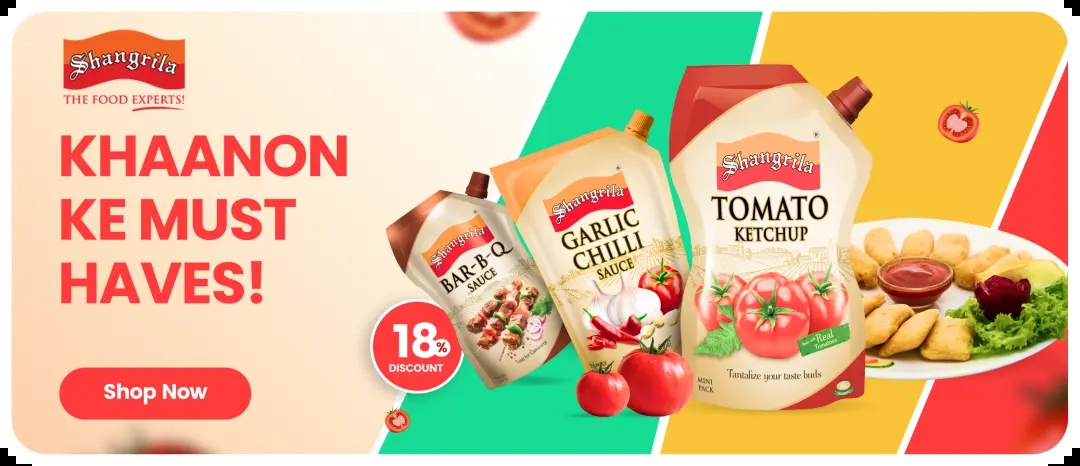 Shangrila
THE FOOD EXPERTS!
KHAANON
KE MUST
HAVES!
Shop Now
18%
DISCOUNT
Shangrila
BAR-B-Q
SAUCE
Shangrila
GARLIC
CHILLI
SAUCE
Shangrila
TOMATO
KETCHUP
Real
Tomatoes
MINI
PACK
Tantalize your taste buds